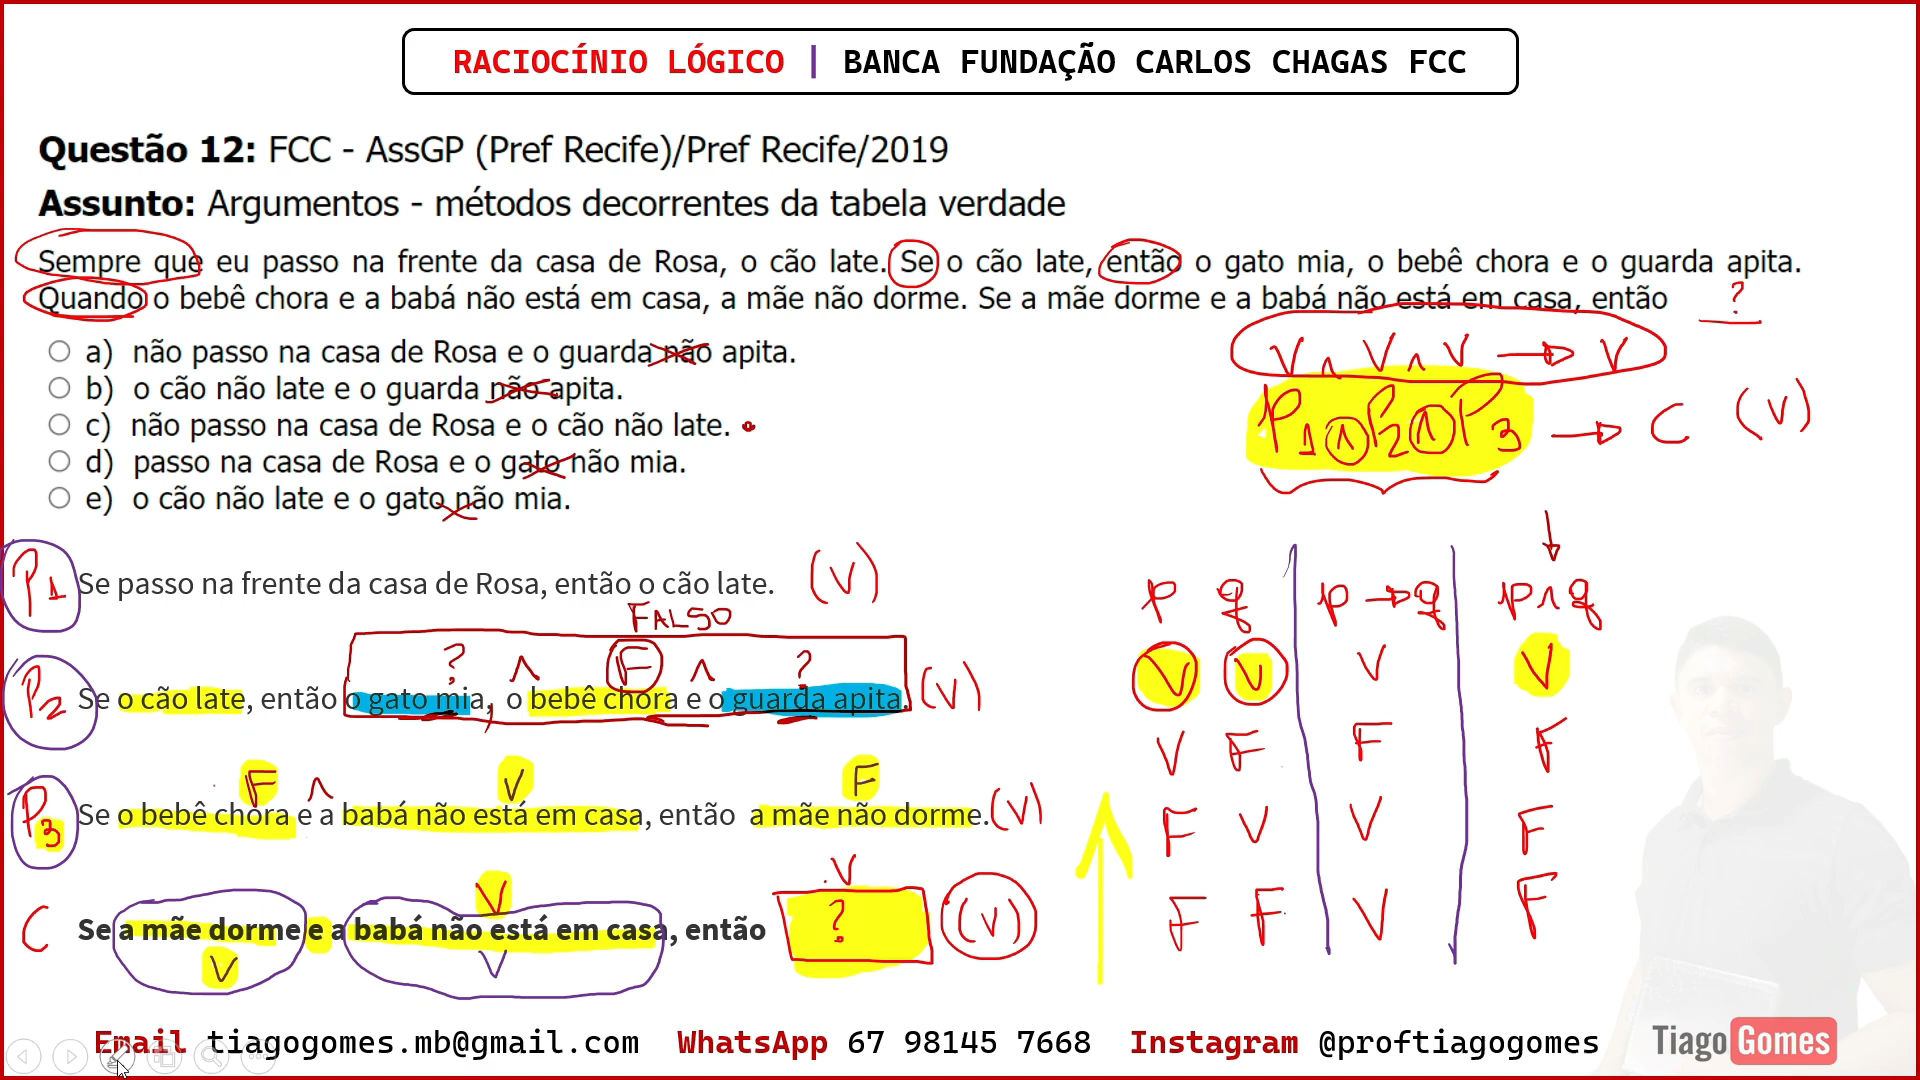 RACIOCÍNIO LÓGICO | BANCA FUNDAÇÃO CARLOS CHAGAS FCC
Questão 12: FCC - AssGP (Pref Recife)/Pref Recife/2019
Assunto: Argumentos - métodos decorrentes da tabela verdade
Sempre que eu passo na frente da casa de Rosa, o cão late. Se o cão late, então o gato mia, o bebê chora e o guarda apita.
Quando o bebê chora e a babá não está em casa, a mãe não dorme. Se a mãe dorme e a babá não está em casa, então ?
a) não passo na casa de Rosa e o guarda não apita.
b) o cão não late e o guarda não apita.
c) não passo na casa de Rosa e o cão não late.
d) passo na casa de Rosa e o gato não mia.
e) o cão não late e o gato não mia.
V ∧ V ∧ V → V
P1 ∧ P2 ∧ P3 → C (V)
P1 Se passo na frente da casa de Rosa, então o cão late. (V)
FALSO
? ∧ F ∧ ?
P2 Se o cão late, então o gato mia, o bebê chora e o guarda apita. (V)
F ∧ V F
P3 Se o bebê chora e a babá não está em casa, então a mãe não dorme. (V)
V V
C Se a mãe dorme e a babá não está em casa, então ? (V)
V V
p q p → q p ∧ q
V V V V
V F F F
F V V F
F F V F
Email tiagogomes.mb@gmail.com WhatsApp 67 98145 7668 Instagram @proftiagogomes
Tiago Gomes